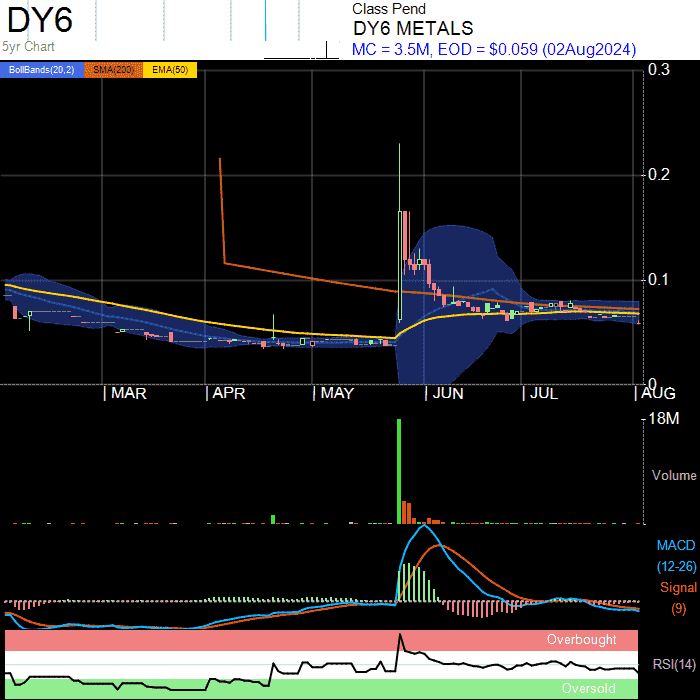 DY6
5yr Chart
Class Pend
DY6 METALS
MC = 3.5M, EOD = $0.059 (02Aug2024)
BollBands(20,2) SMA(200) EMA(50)
0.3
0.2
0.1
0
MAR APR MAY JUN JUL AUG
18M
Volume
MACD
(12-26)
Signal
(9)
Overbought
RSI(14)
Oversold